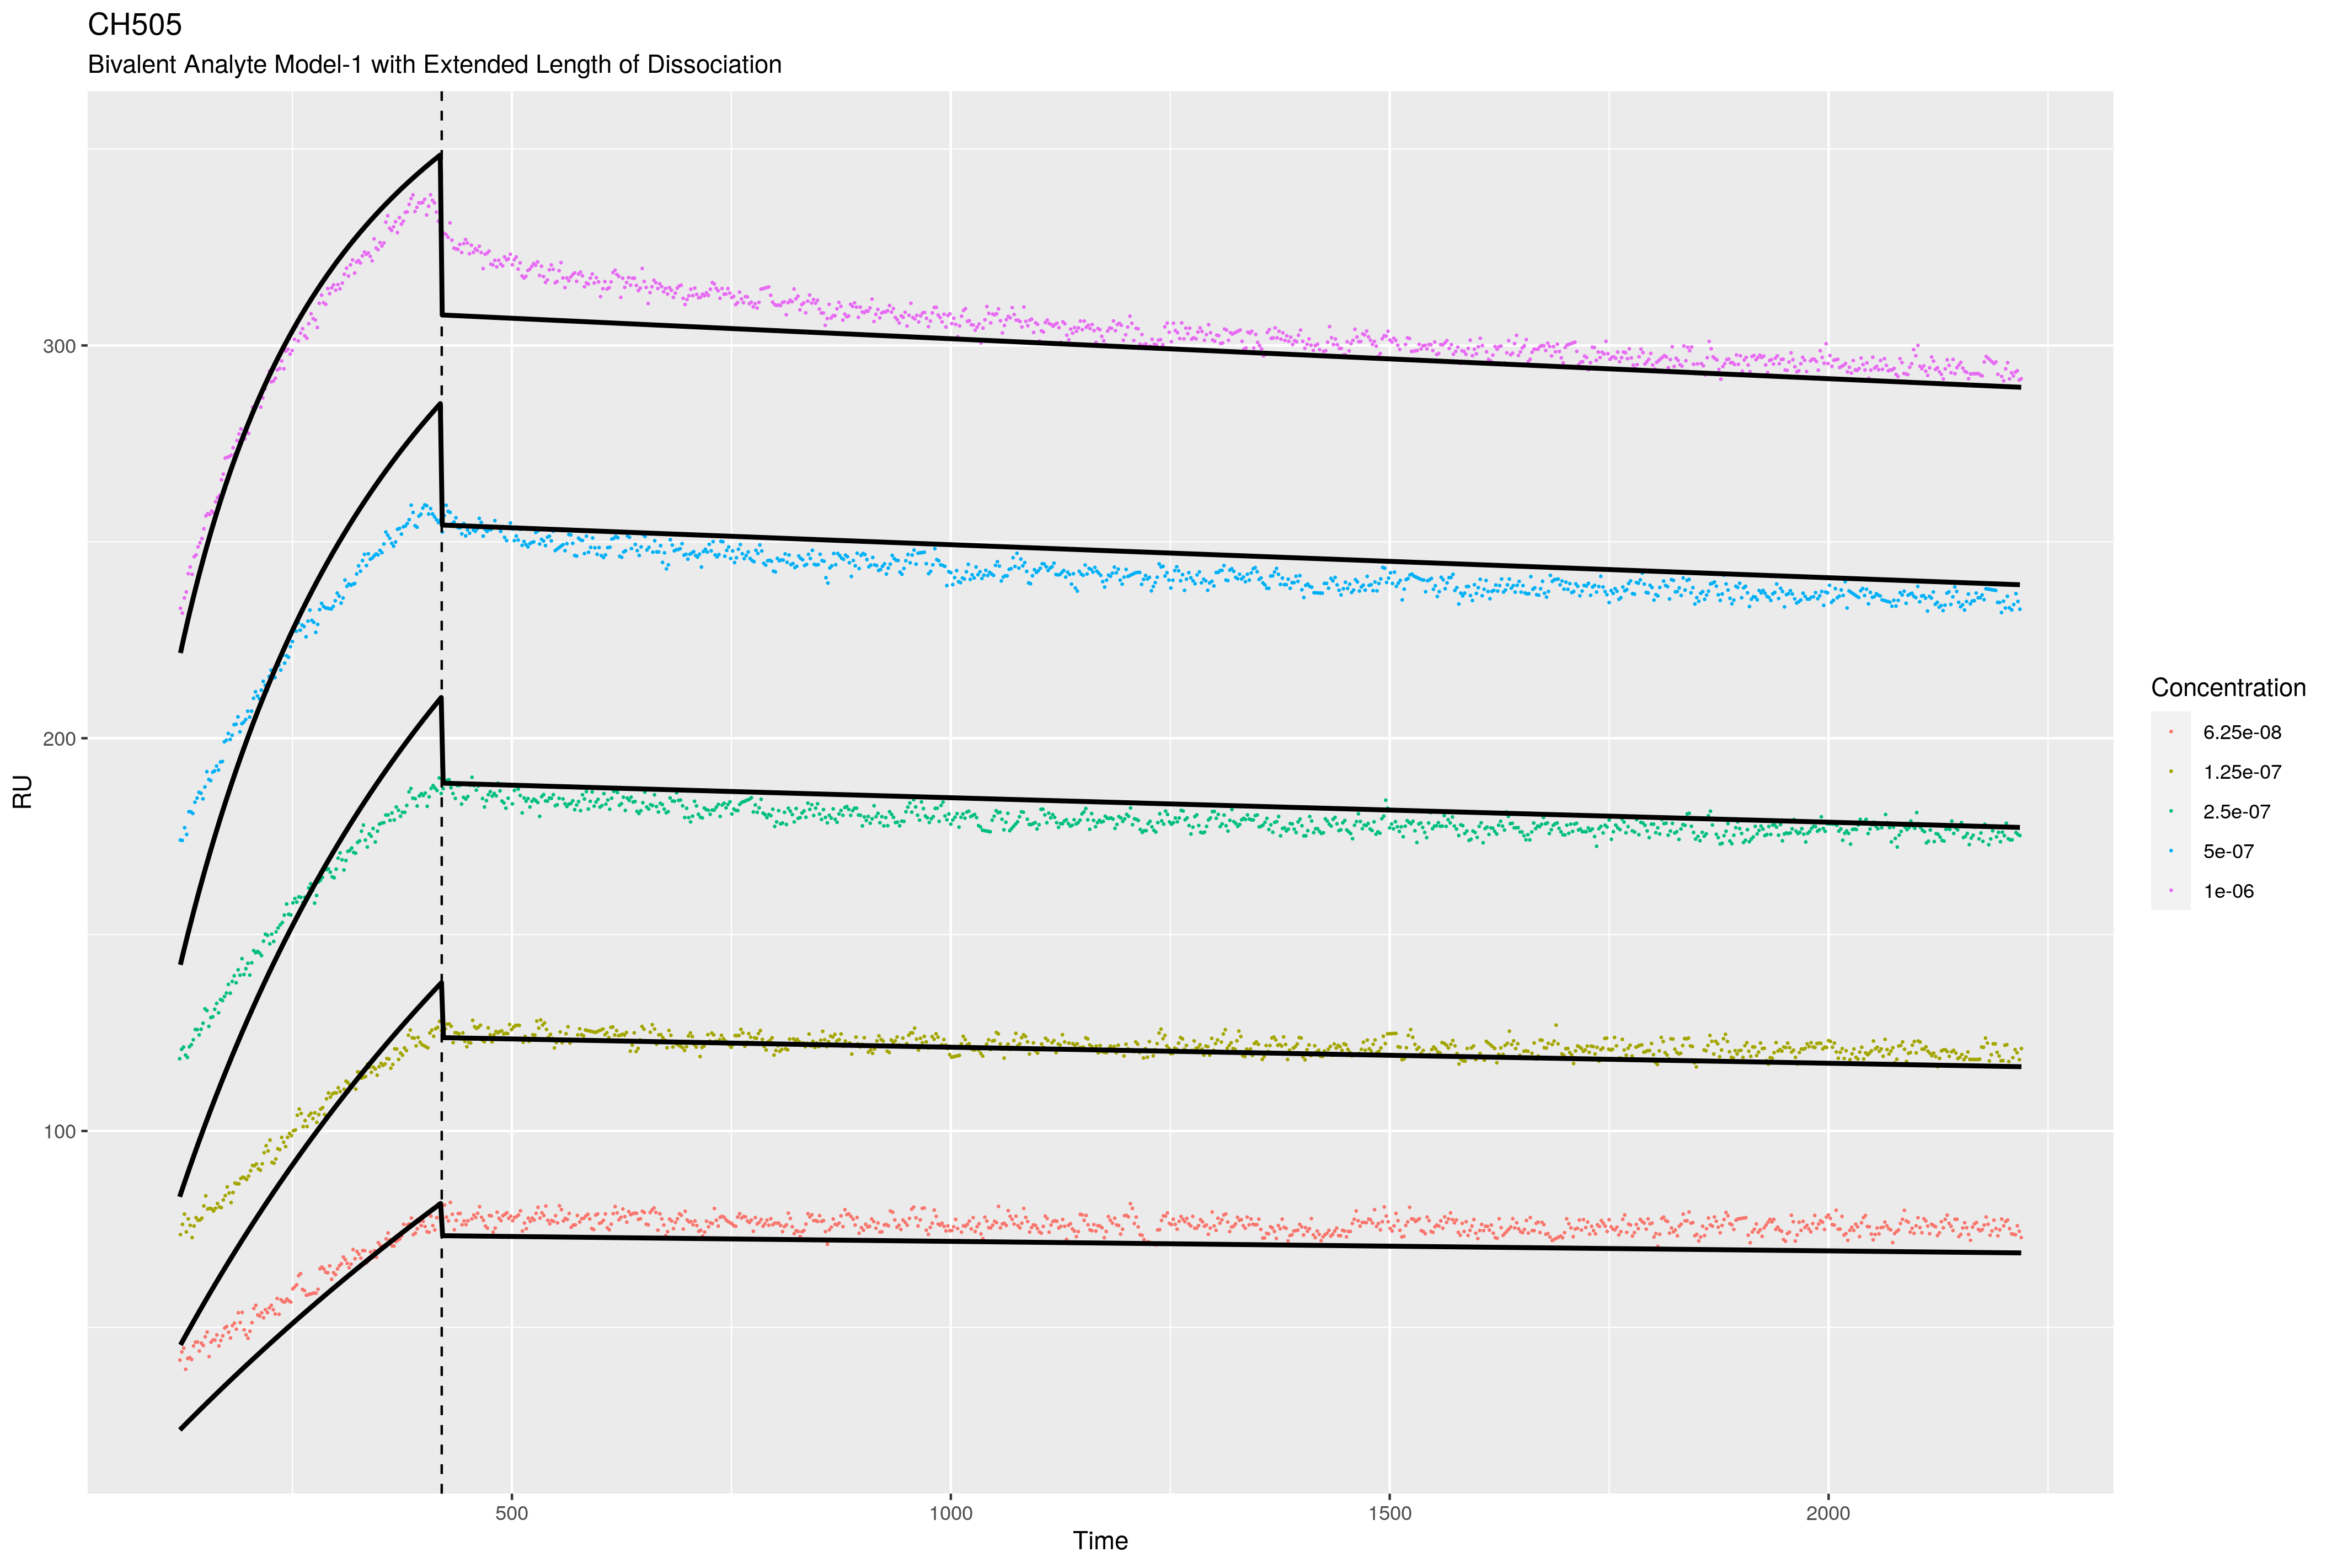 CH505
Bivalent Analyte Model-1 with Extended Length of Dissociation
300
200
100
RU
500
1000
1500
2000
Time
Concentration
6.25e-08
1.25e-07
2.5e-07
5e-07
1e-06